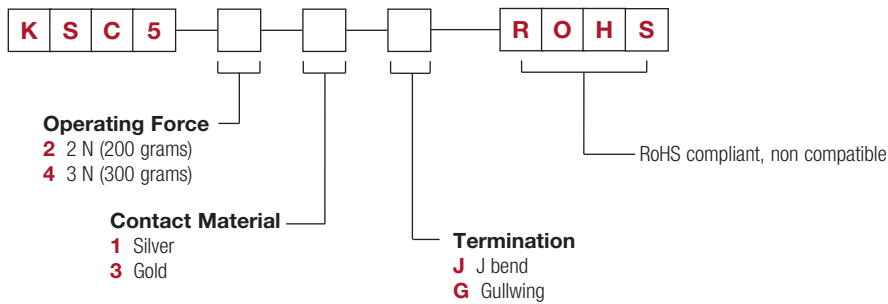 K S C 5 R O H S
Operating Force
2 2 N (200 grams)
4 3 N (300 grams)
RoHS compliant, non compatible
Contact Material
1 Silver
3 Gold
Termination
J J bend
G Gullwing